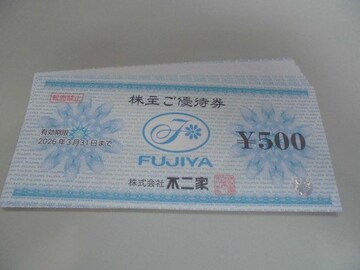 株主ご優待券
有効期限
2026年3月31日まで
F
FUJIYA
¥500
株式会社 不二家